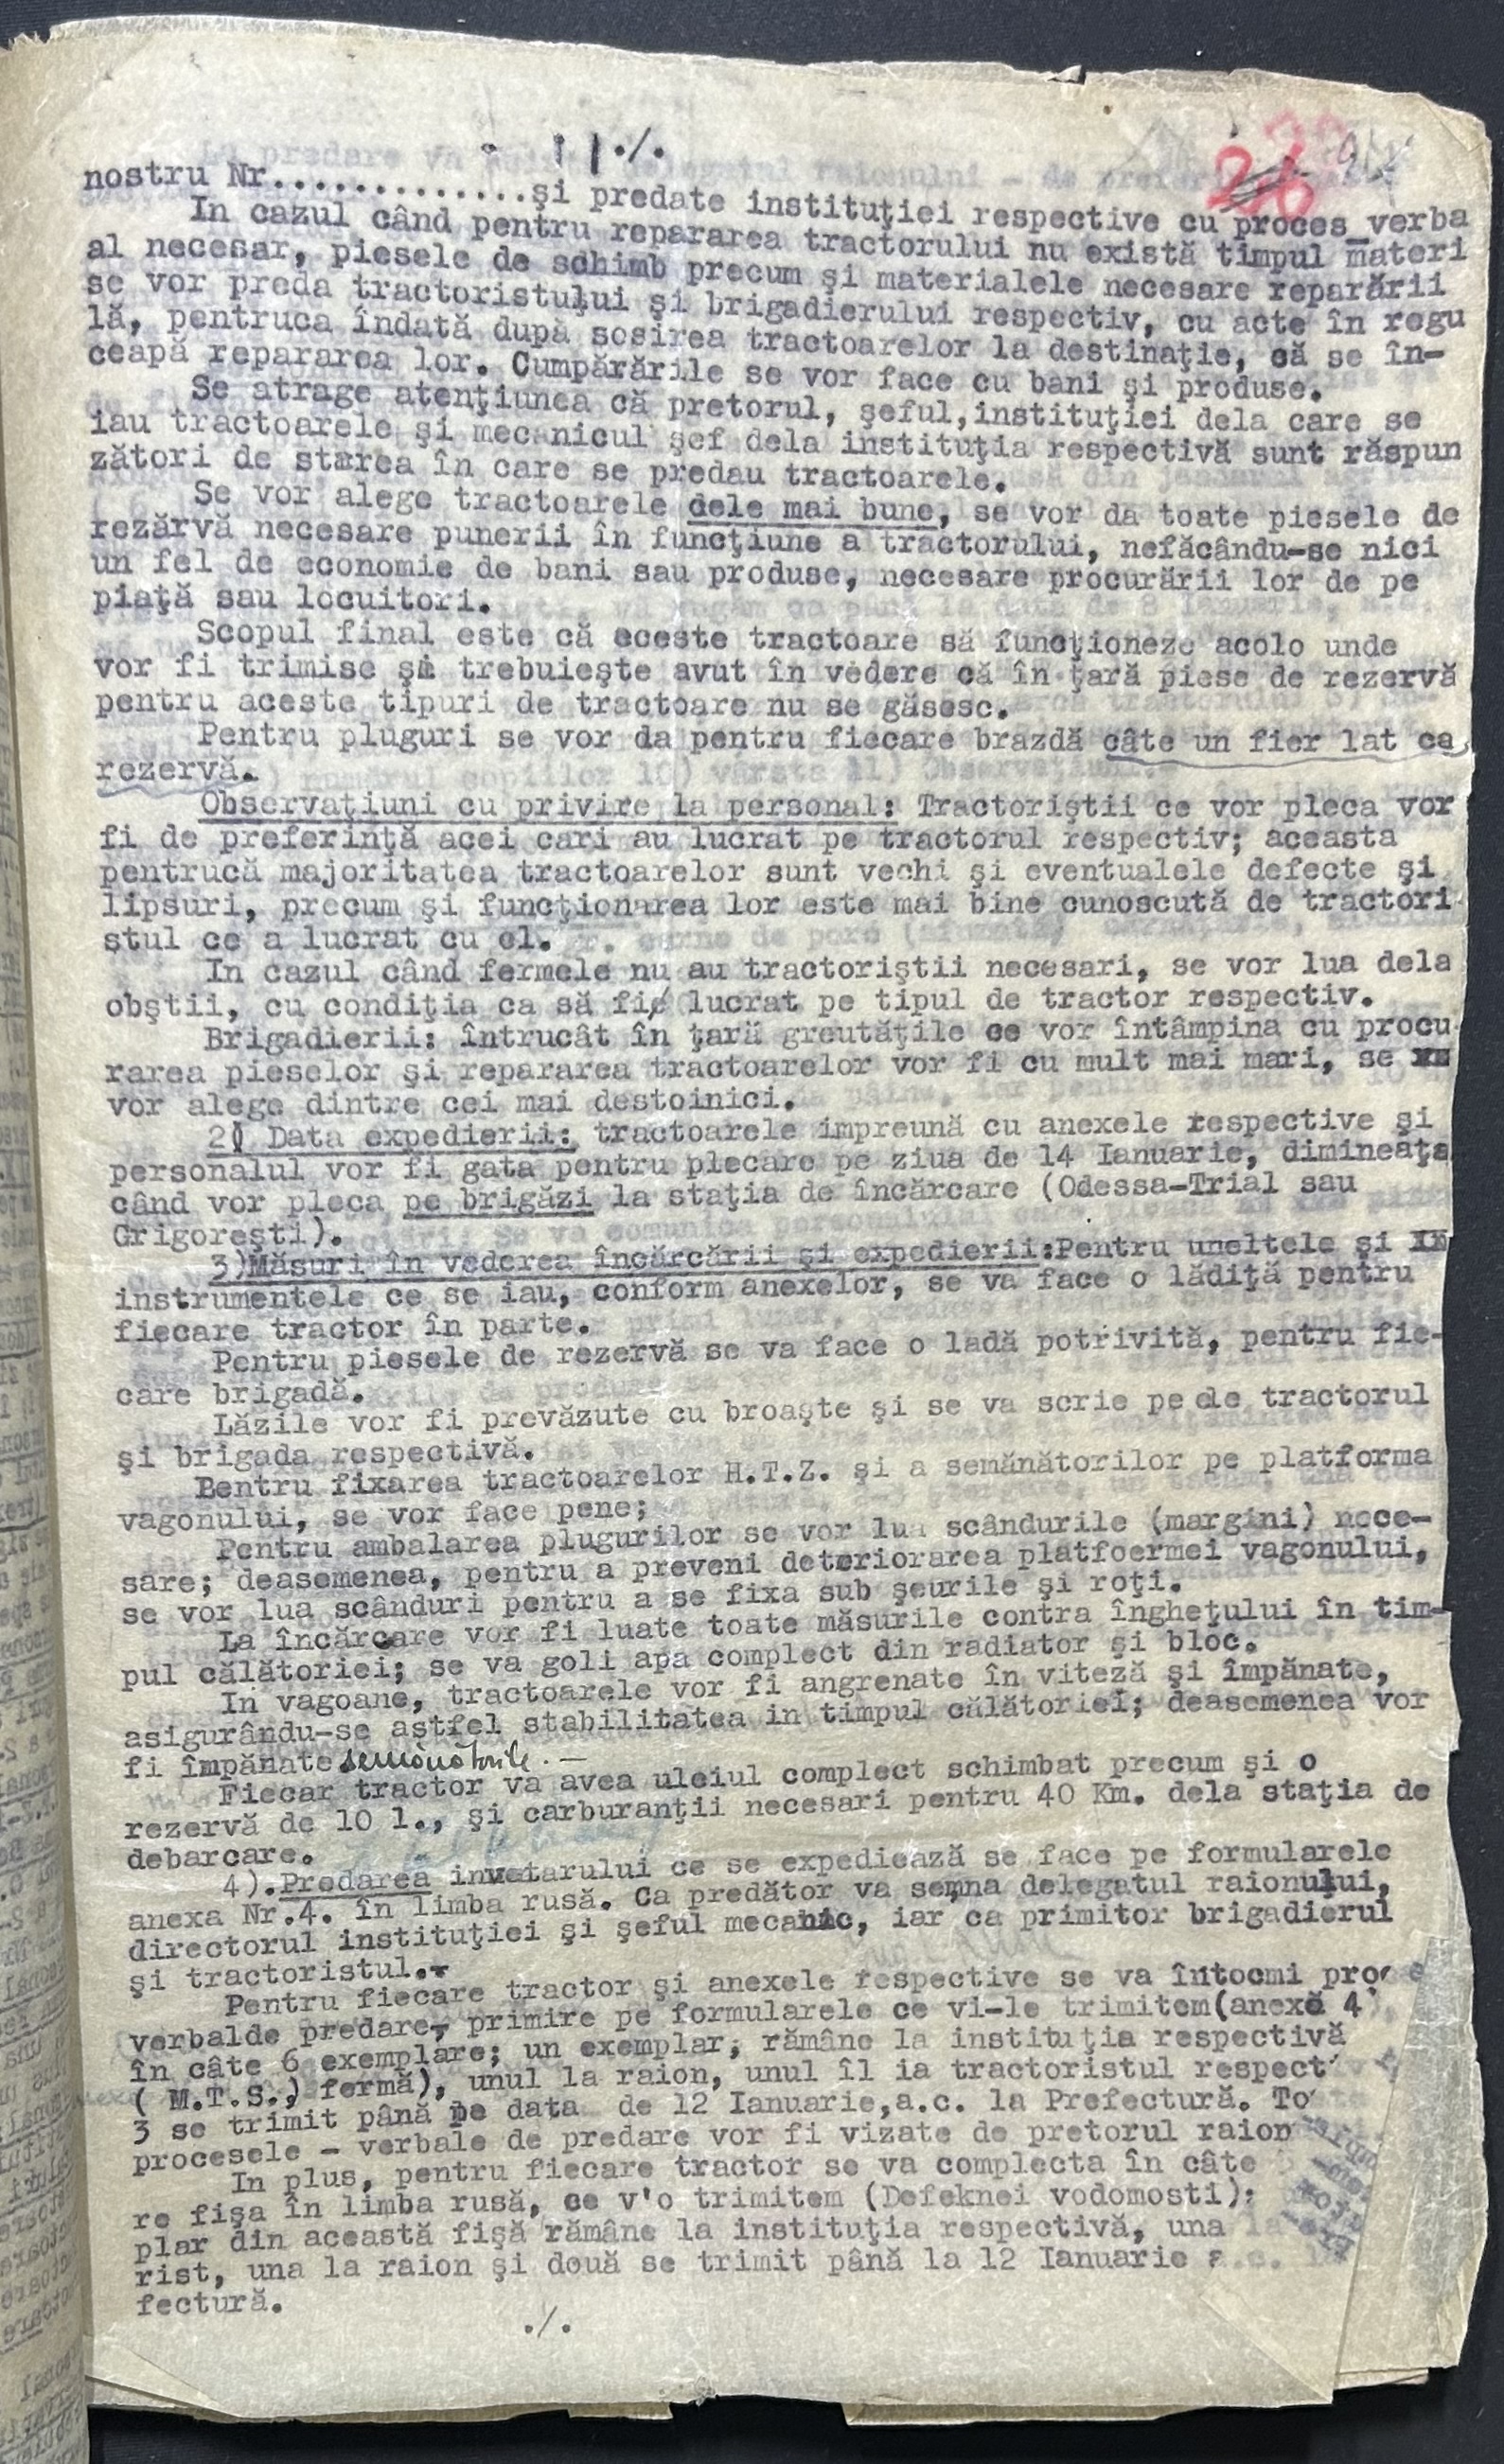 - 11./.
26
nostru Nr..............şi predate instituţiei respective cu proces verba
In cazul când pentru repararea tractorului nu există timpul materi
al necesar, piesele de schimb precum şi materialele necesare reparării
se vor preda tractoristului şi brigadierului respectiv, cu acte în regu
lă, pentruca îndată după sosirea tractoarelor la destinaţie, că se în-
ceapă repararea lor. Cumpărările se vor face cu bani şi produse.
Se atrage atenţiunea că pretorul, şeful,instituţiei dela care se
iau tractoarele şi mecanicul şef dela instituţia respectivă sunt răspun
zători de starea în care se predau tractoarele.
Se vor alege tractoarele cele mai bune, se vor da toate piesele de
rezărvă necesare punerii în funcţiune a tractorului, nefăcându-se nici
un fel de economie de bani sau produse, necesare procurării lor de pe
piaţă sau locuitori.
Scopul final este că aceste tractoare să funcţioneze acolo unde
vor fi trimise şi trebuieşte avut în vedere că în ţară piese de rezervă
pentru aceste tipuri de tractoare nu se găsesc.
Pentru pluguri se vor da pentru fiecare brazdă câte un fier lat ca
rezervă.
Observaţiuni cu privire la personal: Tractoriştii ce vor pleca vor
fi de preferinţă acei cari au lucrat pe tractorul respectiv; aceasta
pentrucă majoritatea tractoarelor sunt vechi şi eventualele defecte şi
lipsuri, precum şi funcţionarea lor este mai bine cunoscută de tractori
stul ce a lucrat cu el.
In cazul când fermele nu au tractoriştii necesari, se vor lua dela
obştii, cu condiţia ca să fi lucrat pe tipul de tractor respectiv.
Brigadierii: întrucât în ţară greutăţile ce vor întâmpina cu procu
rarea pieselor şi repararea tractoarelor vor fi cu mult mai mari, se
vor alege dintre cei mai destoinici.
2) Data expedierii: tractoarele impreună cu anexele respective şi
personalul vor fi gata pentru plecare pe ziua de 14 Ianuarie, dimineaţa
când vor pleca pe brigăzi la staţia de încărcare (Odessa-Trial sau
Grigoreşti).
3)Măsuri în vederea încărcării şi expedierii:Pentru uneltele şi
instrumentele ce se iau, conform anexelor, se va face o lădiţă pentru
fiecare tractor în parte.
Pentru piesele de rezervă se va face o ladă potrivită, pentru fie-
care brigadă.
Lăzile vor fi prevăzute cu broaşte şi se va scrie pe ele tractorul
şi brigada respectivă.
Pentru fixarea tractoarelor H.T.Z. şi a semănătorilor pe platforma
vagonului, se vor face pene;
Pentru ambalarea plugurilor se vor lua scândurile (margini) nece-
sare; deasemenea, pentru a preveni deteriorarea platfoermei vagonului,
se vor lua scânduri pentru a se fixa sub şeurile şi roţi.
La încărcare vor fi luate toate măsurile contra îngheţului în tim-
pul călătoriei; se va goli apa complect din radiator şi bloc.
In vagoane, tractoarele vor fi angrenate în viteză şi împănate,
asigurându-se astfel stabilitatea in timpul călătoriei; deasemenea vor
fi împănate semănătorile.-
Fiecar tractor va avea uleiul complect schimbat precum şi o
rezervă de 10 l., şi carburanţii necesari pentru 40 Km. dela staţia de
debarcare.
4).Predarea invetarului ce se expediează se face pe formularele
anexa Nr.4. în limba rusă. Ca predător va semna delegatul raionului,
directorul instituţiei şi şeful mecanic, iar ca primitor brigadierul
şi tractoristul.-
Pentru fiecare tractor şi anexele respective se va întocmi proce
verbalde predare, primire pe formularele ce vi-le trimitem(anexă 4),
în câte 6 exemplare; un exemplar, rămâne la instituţia respectivă
( M.T.S.,) fermă), unul la raion, unul îl ia tractoristul respect
3 se trimit până pe data de 12 Ianuarie,a.c. la Prefectură. To
procesele - verbale de predare vor fi vizate de pretorul raion
In plus, pentru fiecare tractor se va complecta în câte
re fişa în limba rusă, ce v'o trimitem (Defeknei vodomosti);
plar din această fişă rămâne la instituţia respectivă, una la
rist, una la raion şi două se trimit până la 12 Ianuarie a.c.
fectură.
./.